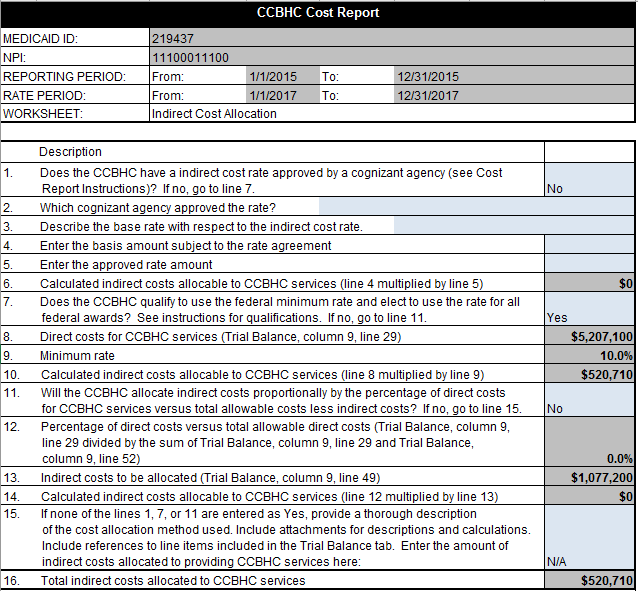 CCBHC Cost Report
MEDICAID ID: 219437
NPI: 11100011100
REPORTING PERIOD: From: 1/1/2015 To: 12/31/2015
RATE PERIOD: From: 1/1/2017 To: 12/31/2017
WORKSHEET: Indirect Cost Allocation
Description
1. Does the CCBHC have a indirect cost rate approved by a cognizant agency (see Cost
Report Instructions)? If no, go to line 7. No
2. Which cognizant agency approved the rate?
3. Describe the base rate with respect to the indirect cost rate.
4. Enter the basis amount subject to the rate agreement
5. Enter the approved rate amount
6. Calculated indirect costs allocable to CCBHC services (line 4 multiplied by line 5) $0
7. Does the CCBHC qualify to use the federal minimum rate and elect to use the rate for all
federal awards? See instructions for qualifications. If no, go to line 11. Yes
8. Direct costs for CCBHC services (Trial Balance, column 9, line 29) $5,207,100
9. Minimum rate 10.0%
10. Calculated indirect costs allocable to CCBHC services (line 8 multiplied by line 9) $520,710
11. Will the CCBHC allocate indirect costs proportionally by the percentage of direct costs
for CCBHC services versus total allowable costs less indirect costs? If no, go to line 15. No
12. Percentage of direct costs versus total allowable direct costs (Trial Balance, column 9,
line 29 divided by the sum of Trial Balance, column 9, line 29 and Trial Balance,
column 9, line 52) 0.0%
13. Indirect costs to be allocated (Trial Balance, column 9, line 49) $1,077,200
14. Calculated indirect costs allocable to CCBHC services (line 12 multiplied by line 13) $0
15. If none of the lines 1, 7, or 11 are entered as Yes, provide a thorough description
of the cost allocation method used. Include attachments for descriptions and calculations.
Include references to line items included in the Trial Balance tab. Enter the amount of
indirect costs allocated to providing CCBHC services here: N/A
16. Total indirect costs allocated to CCBHC services $520,710